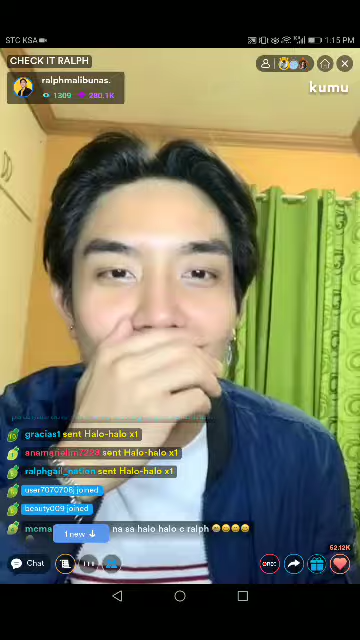 STC KSA
1:15 PM
CHECK IT RALPH
ralphmalibunas.
1309 280.1K
kumu
gracias1 sent Halo-halo x1
sent Halo-halo x1
ralphgail_nation sent Halo-halo x1
joined
beauty009 joined
na sa halo halo c ralph
1 new
Chat
REC
52.12K